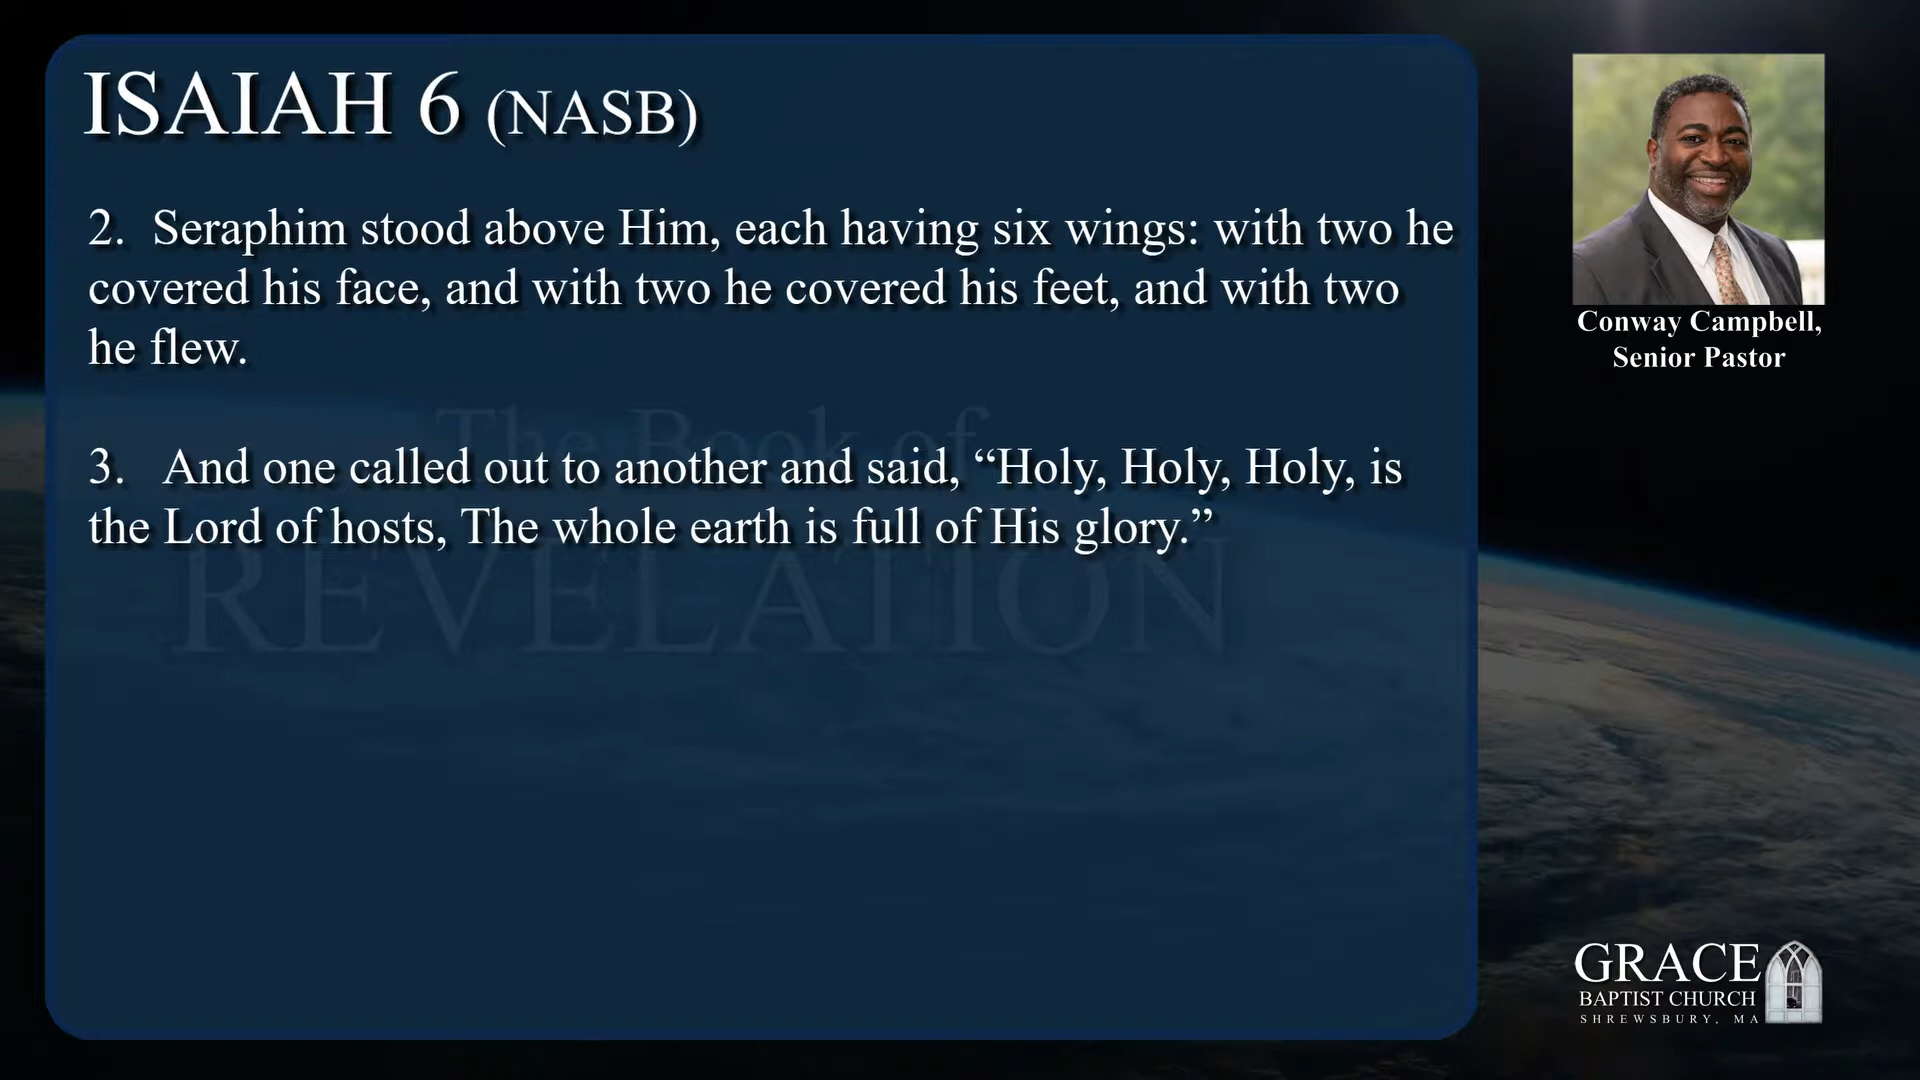 ISAIAH 6 (NASB)
2. Seraphim stood above Him, each having six wings: with two he
covered his face, and with two he covered his feet, and with two
he flew.
3. And one called out to another and said, “Holy, Holy, Holy, is
the Lord of hosts, The whole earth is full of His glory.”
The Book of
REVELATION
Conway Campbell,
Senior Pastor
GRACE
BAPTIST CHURCH
SHREWSBURY, MA